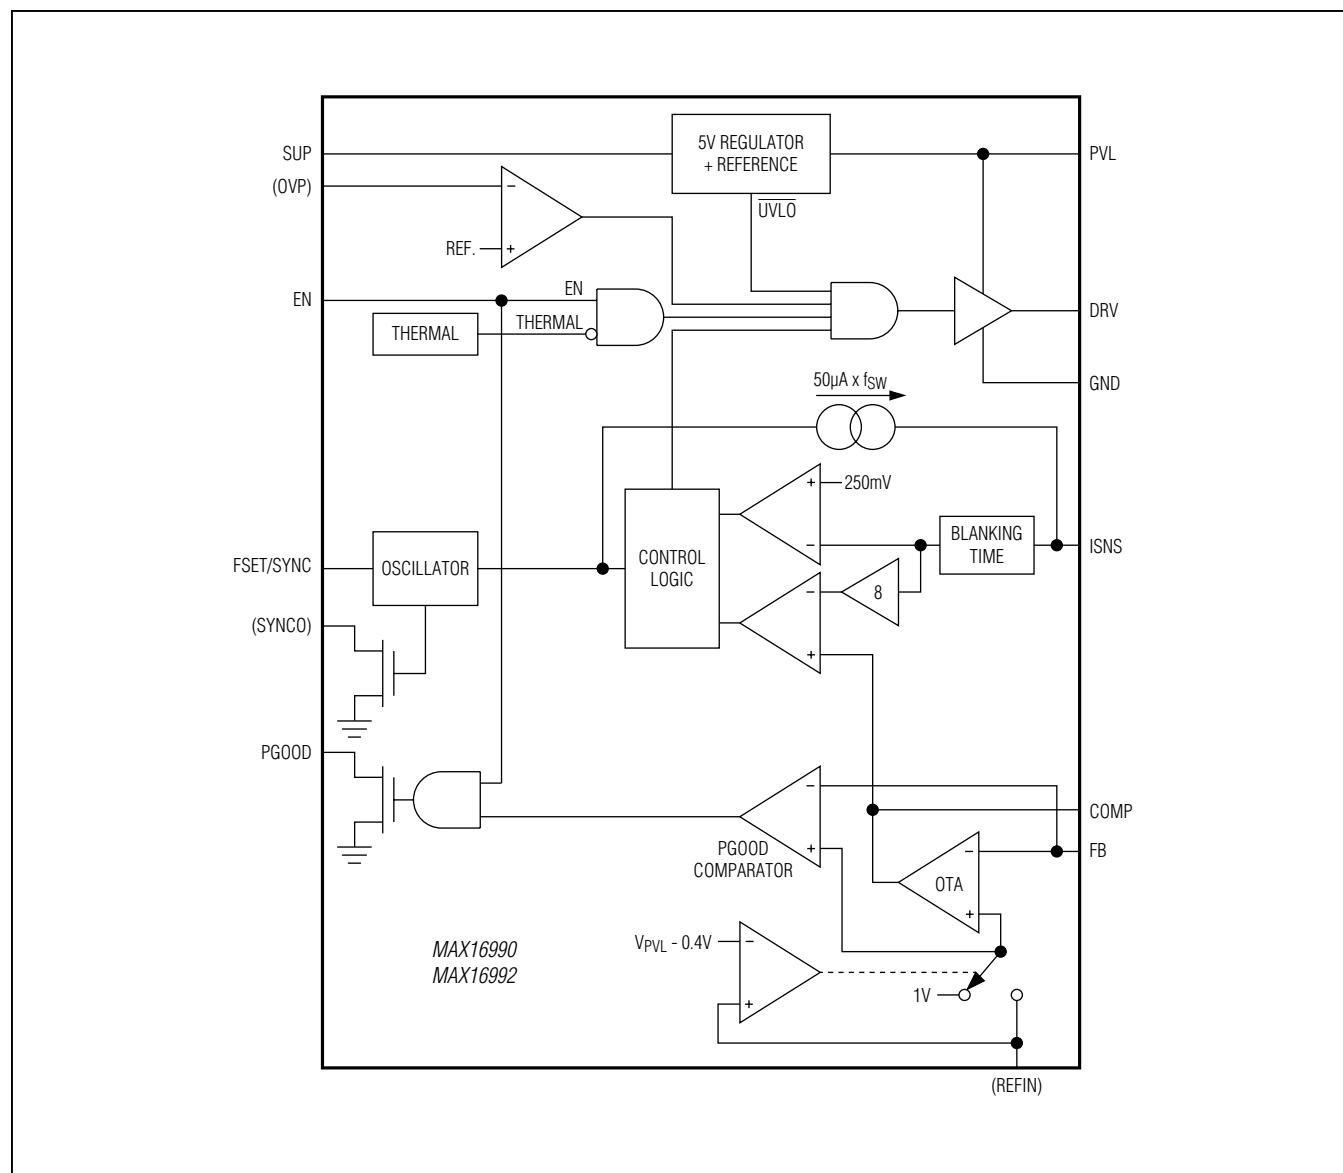 5V REGULATOR
+ REFERENCE
SUP
PVL
(OVP)
−
UVLO
REF.
+
EN
EN
THERMAL
THERMAL
DRV
GND
50µA x fSW
+
250mV
−
BLANKING
TIME
ISNS
FSET/SYNC
OSCILLATOR
CONTROL
LOGIC
8
−
+
(SYNCO)
PGOOD
−
COMP
+
PGOOD
COMPARATOR
−
FB
OTA
+
VPVL - 0.4V
−
MAX16990
MAX16992
1V
+
(REFIN)